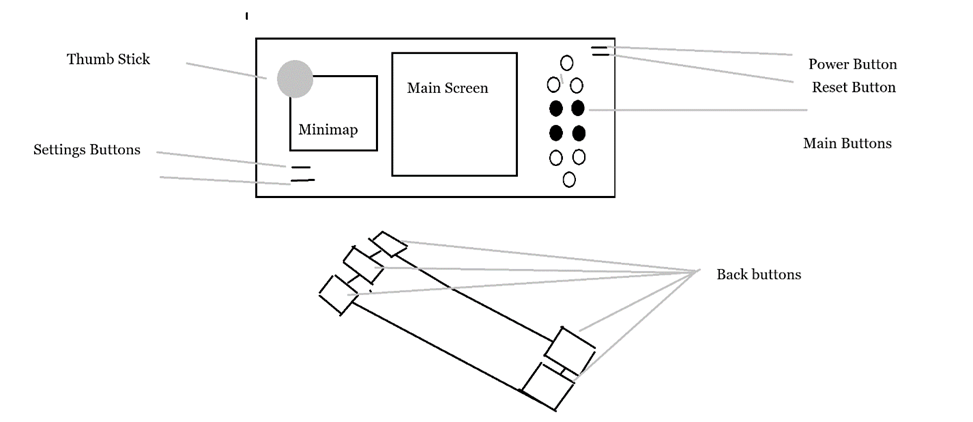 Thumb Stick
Main Screen
Power Button
Reset Button
Minimap
Settings Buttons
Main Buttons
Back buttons